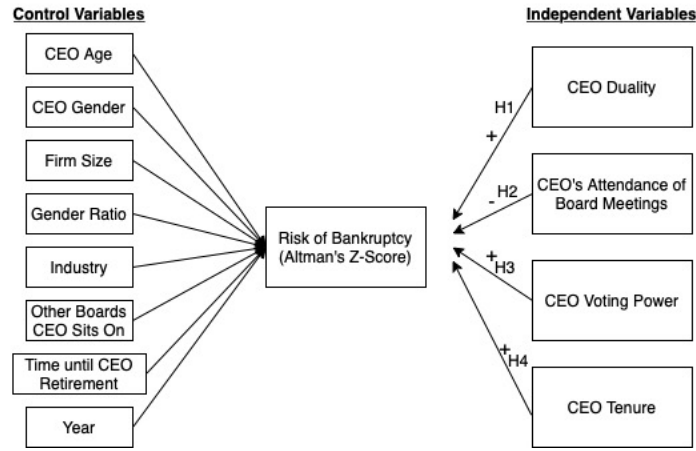 Control Variables
CEO Age
CEO Gender
Firm Size
Gender Ratio
Industry
Other Boards
CEO Sits On
Time until CEO
Retirement
Year
Risk of Bankruptcy
(Altman's Z-Score)
Independent Variables
H1
+
CEO Duality
H2
-
CEO's Attendance of
Board Meetings
+
H3
CEO Voting Power
+
H4
CEO Tenure